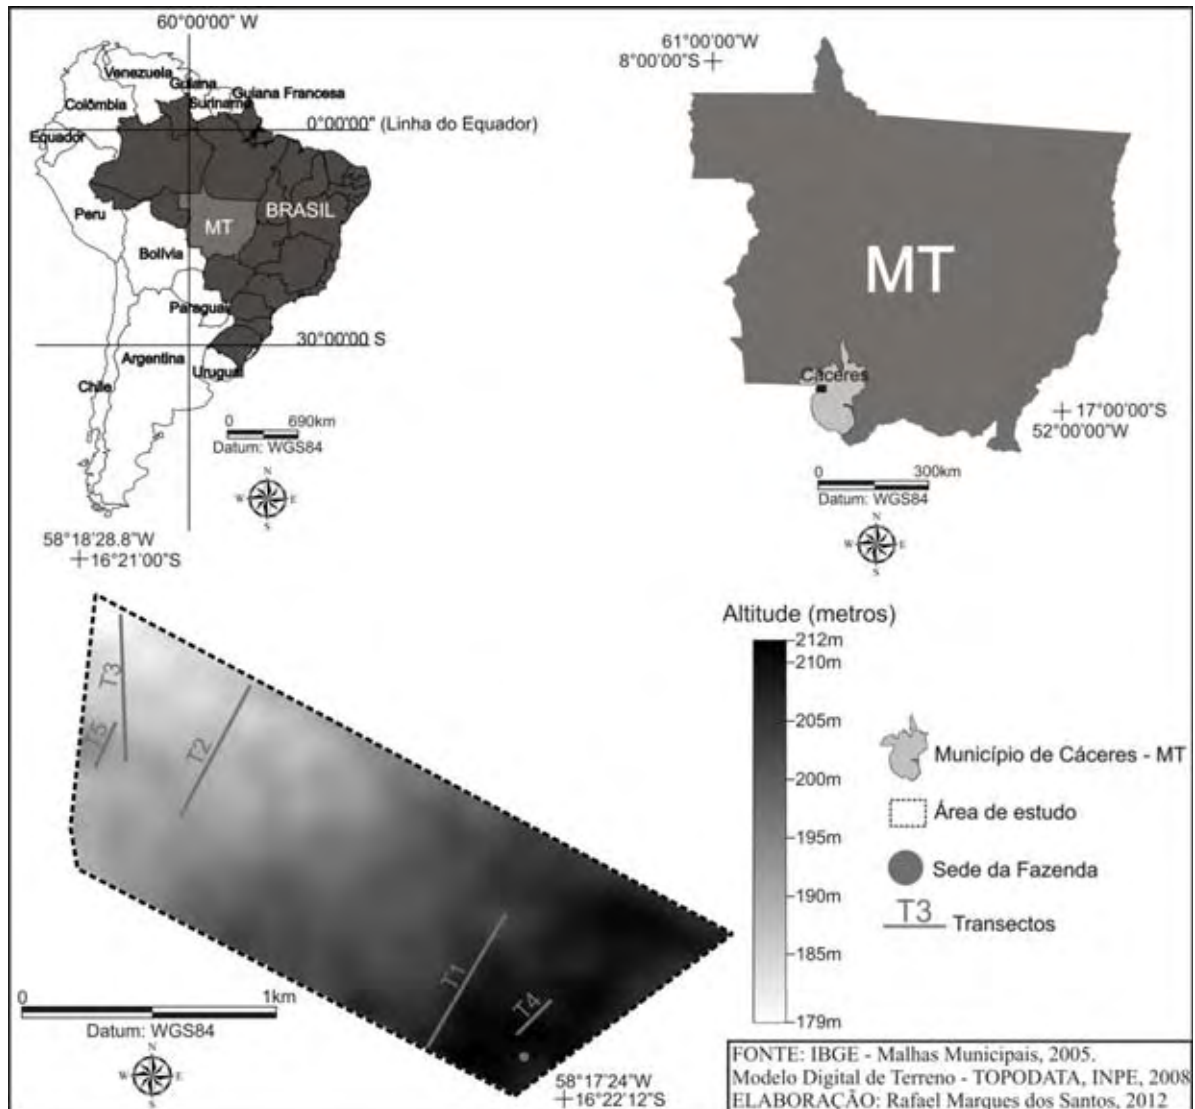 60°00'00" W
Venezuela
Guiana
Suriname
Guiana Francesa
Colômbia
0°00'00" (Linha do Equador)
Equador
Peru
MT
BRASIL
Bolívia
Paraguay
30°00'00 S
Argentina
Uruguai
Chile
0 690km
Datum: WGS84
N
W E
S
61°00'00"W
8°00'00"S
MT
Cáceres
17°00'00"S
52°00'00"W
0 300km
Datum: WGS84
N
W E
S
58°18'28.8"W
16°21'00"S
T3
T5
T2
T1
T4
0 1km
Datum: WGS84
N
W E
S
58°17'24"W
16°22'12"S
Altitude (metros)
212m
210m
205m
200m
195m
190m
185m
179m
Município de Cáceres - MT
Área de estudo
Sede da Fazenda
T3
Transectos
FONTE: IBGE - Malhas Municipais, 2005.
Modelo Digital de Terreno - TOPODATA, INPE, 2008
ELABORAÇÃO: Rafael Marques dos Santos, 2012